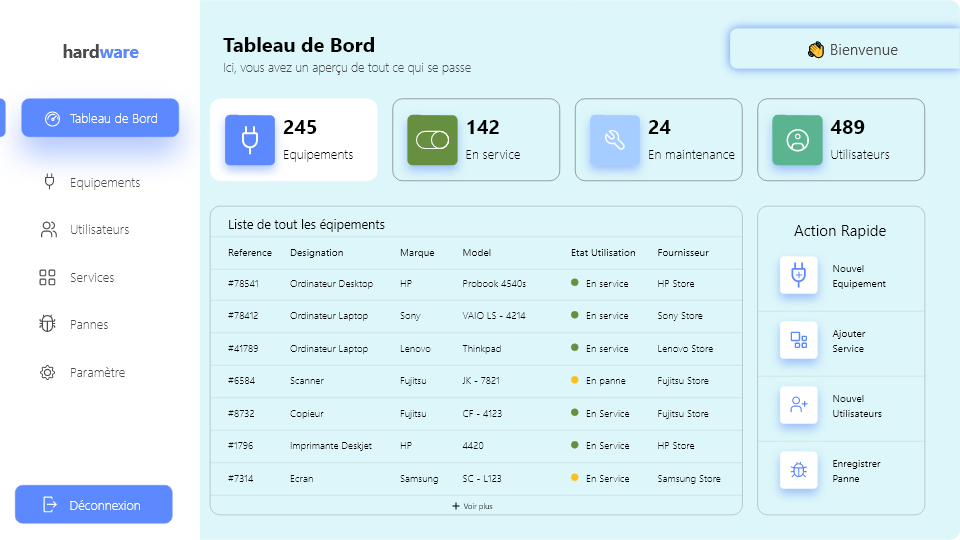 hardware
Tableau de Bord
Equipements
Utilisateurs
Services
Pannes
Paramètre
Déconnexion
Tableau de Bord
Ici, vous avez un aperçu de tout ce qui se passe
👏 Bienvenue
245
Equipements
142
En service
24
En maintenance
489
Utilisateurs
Liste de tout les éqipements
Reference Designation Marque Model Etat Utilisation Fournisseur
#78541 Ordinateur Desktop HP Probook 4540s En service HP Store
#78412 Ordinateur Laptop Sony VAIO LS - 4214 En service Sony Store
#41789 Ordinateur Laptop Lenovo Thinkpad En service Lenovo Store
#6584 Scanner Fujitsu JK - 7821 En panne Fujitsu Store
#8732 Copieur Fujitsu CF - 4123 En Service Fujitsu Store
#1796 Imprimante Deskjet HP 4420 En Service HP Store
#7314 Ecran Samsung SC - L123 En Service Samsung Store
+ Voir plus
Action Rapide
Nouvel
Equipement
Ajouter
Service
Nouvel
Utilisateurs
Enregistrer
Panne